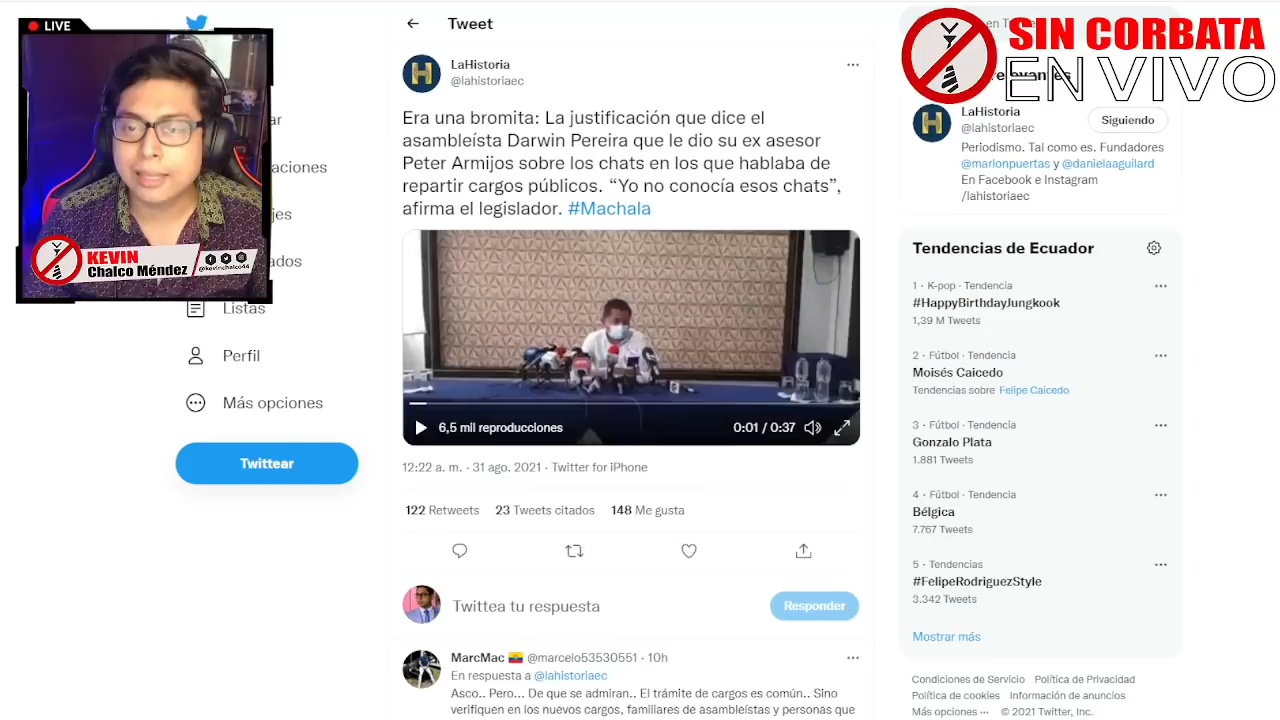 LIVE
KEVIN
Chalco Méndez
@kevinchalco44
aciones
Listas
Perfil
Más opciones
Twittear
Tweet
LaHistoria
@lahistoriaec
Era una bromita: La justificación que dice el
asambleísta Darwin Pereira que le dio su ex asesor
Peter Armijos sobre los chats en los que hablaba de
repartir cargos públicos. “Yo no conocía esos chats”,
afirma el legislador. #Machala
6,5 mil reproducciones
0:01 / 0:37
12:22 a. m. · 31 ago. 2021 · Twitter for iPhone
122 Retweets 23 Tweets citados 148 Me gusta
Twittea tu respuesta
Responder
MarcMac @marcelo53530551 · 10h
En respuesta a @lahistoriaec
Asco.. Pero... De que se admiran.. El trámite de cargos es común.. Sino
verifiquen en los nuevos cargos, familiares de asambleístas y personas que
SIN CORBATA
EN VIVO
LaHistoria
@lahistoriaec
Siguiendo
Periodismo. Tal como es. Fundadores
@marlonpuertas y @danielaaguilard
En Facebook e Instagram
/lahistoriaec
Tendencias de Ecuador
1 · K-pop · Tendencia
#HappyBirthdayJungkook
1,39 M Tweets
2 · Fútbol · Tendencia
Moisés Caicedo
Tendencias sobre Felipe Caicedo
3 · Fútbol · Tendencia
Gonzalo Plata
1.881 Tweets
4 · Fútbol · Tendencia
Bélgica
7.767 Tweets
5 · Tendencias
#FelipeRodriguezStyle
3.342 Tweets
Mostrar más
Condiciones de Servicio Política de Privacidad
Política de cookies Información de anuncios
Más opciones ··· © 2021 Twitter, Inc.